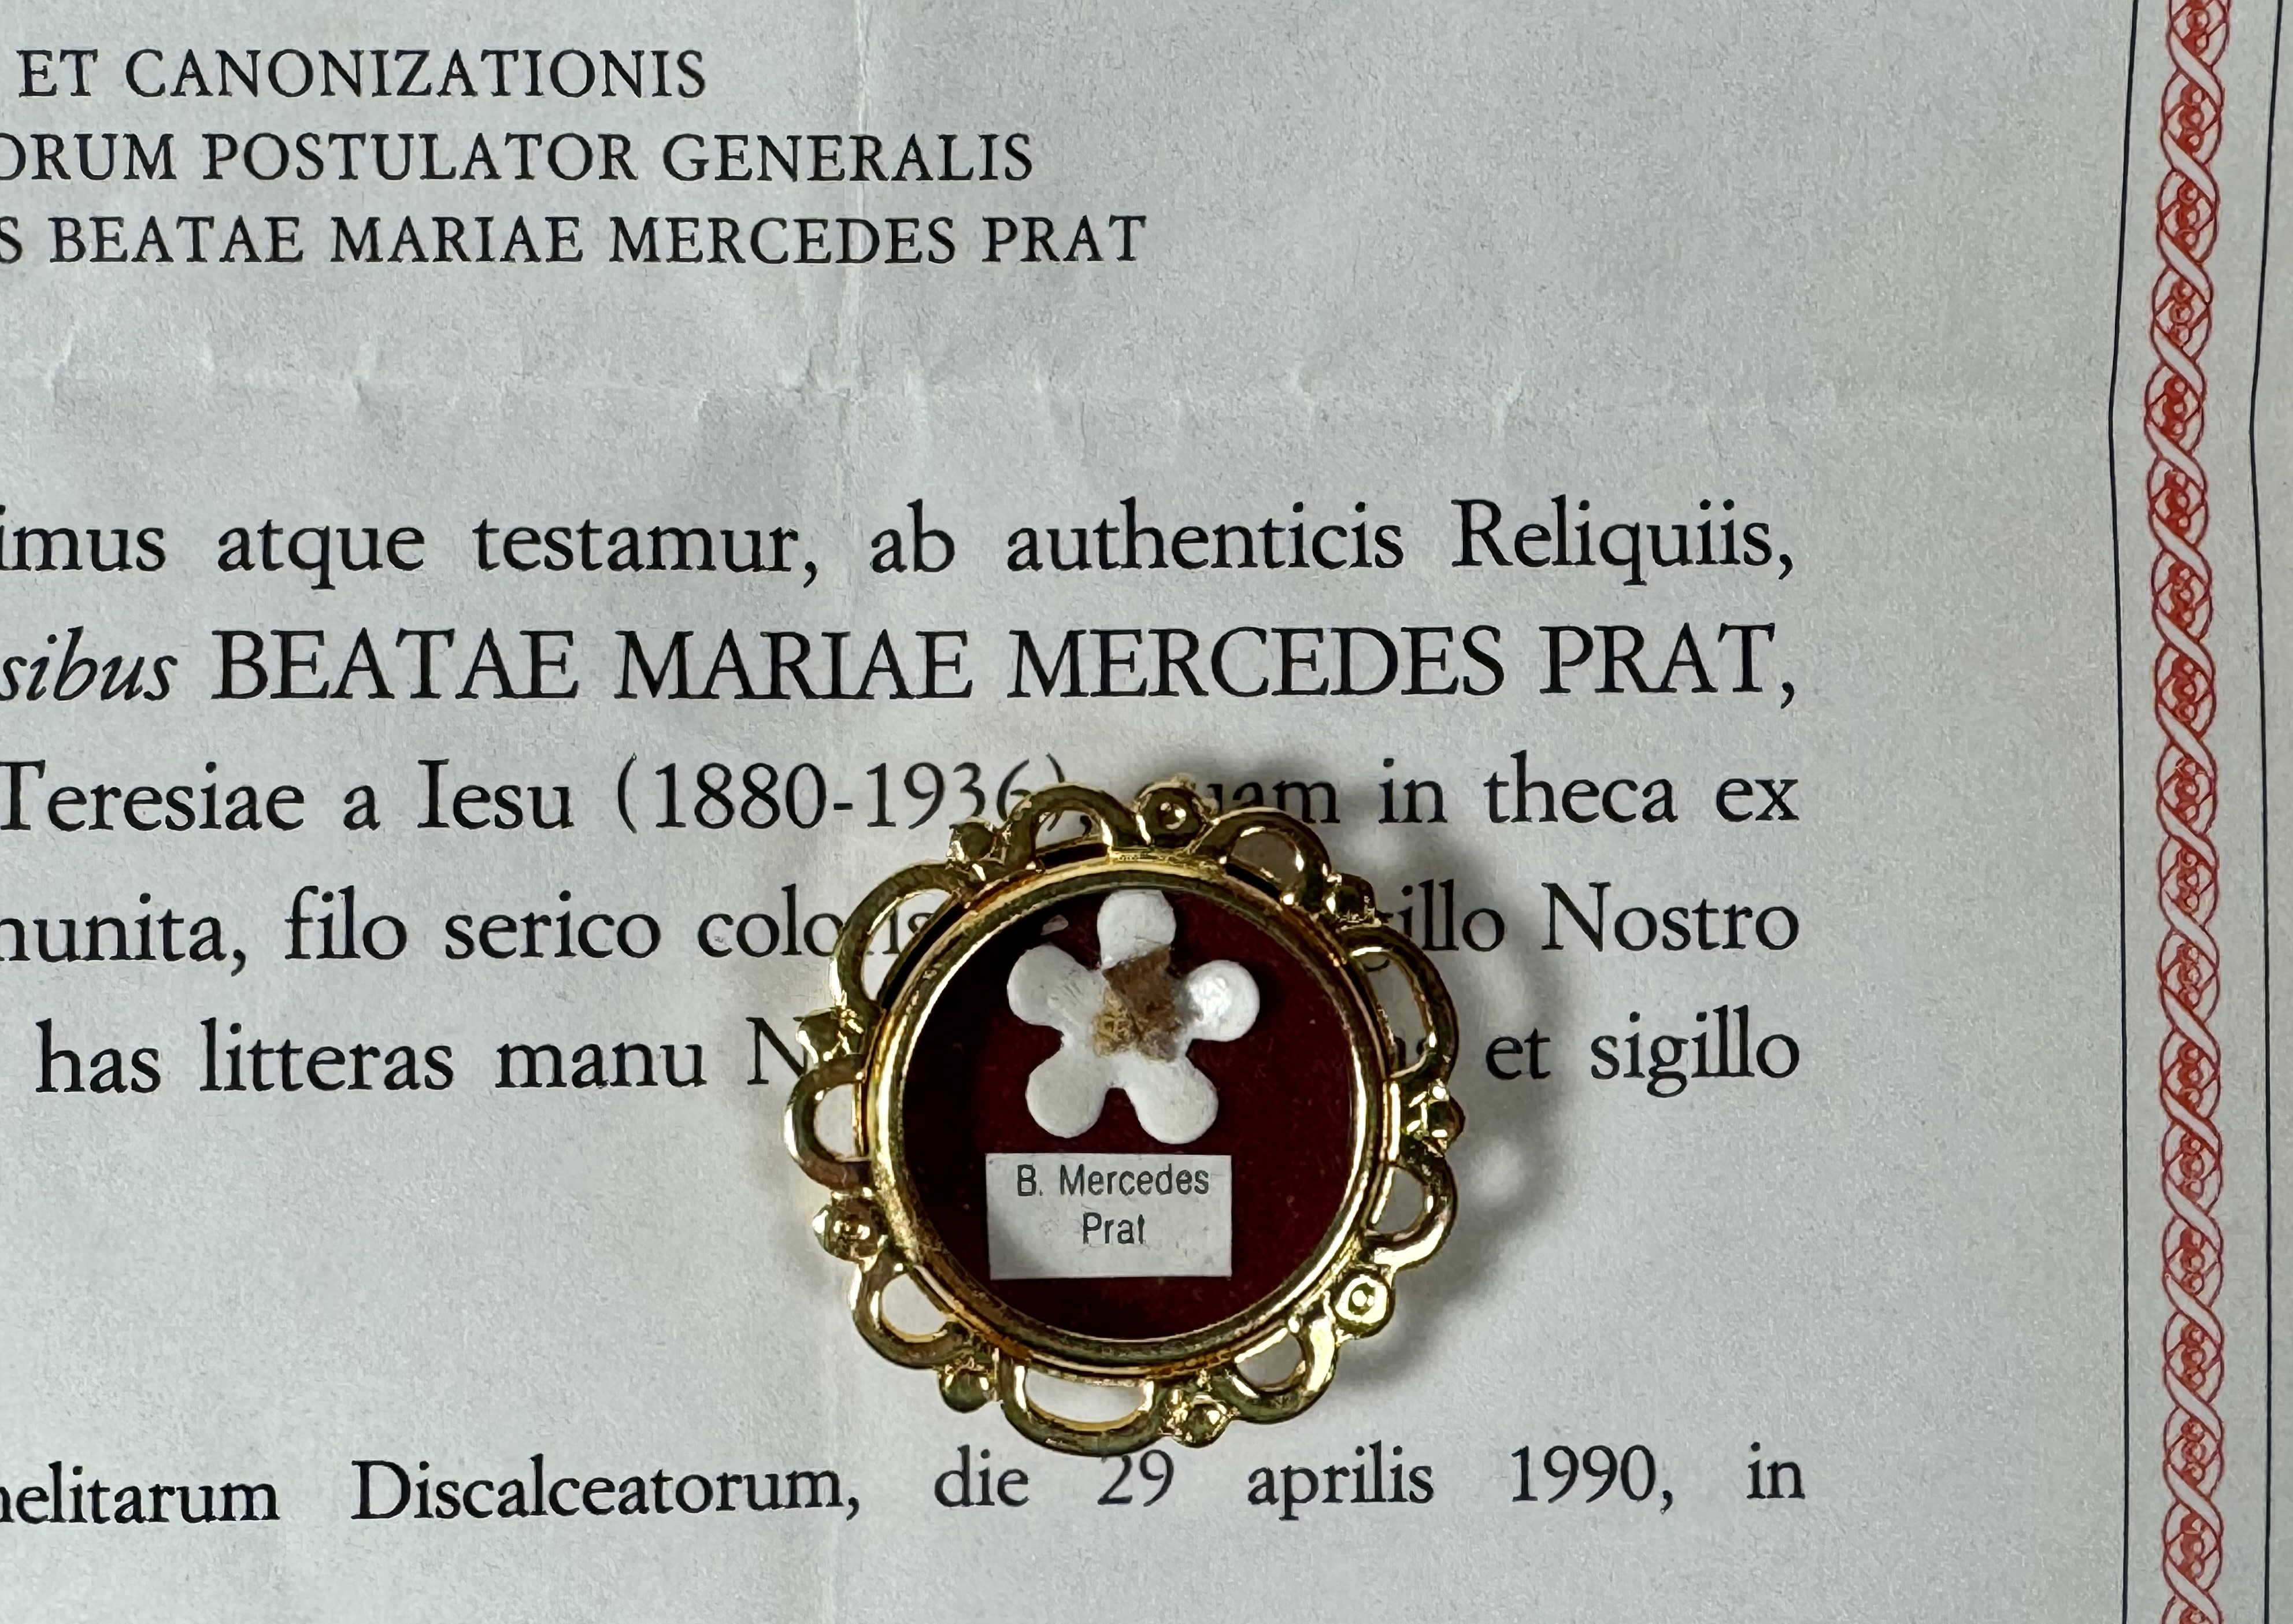 ET CANONIZATIONIS
ORUM POSTULATOR GENERALIS
S BEATAE MARIAE MERCEDES PRAT
imus atque testamur, ab authenticis Reliquiis,
sibus BEATAE MARIAE MERCEDES PRAT,
Teresiae a Iesu (1880-1936), in theca ex
munita, filo serico Nostro
has litteras manu et sigillo
B. Mercedes
Prat
Discalceatorum, die 29 aprilis 1990, in